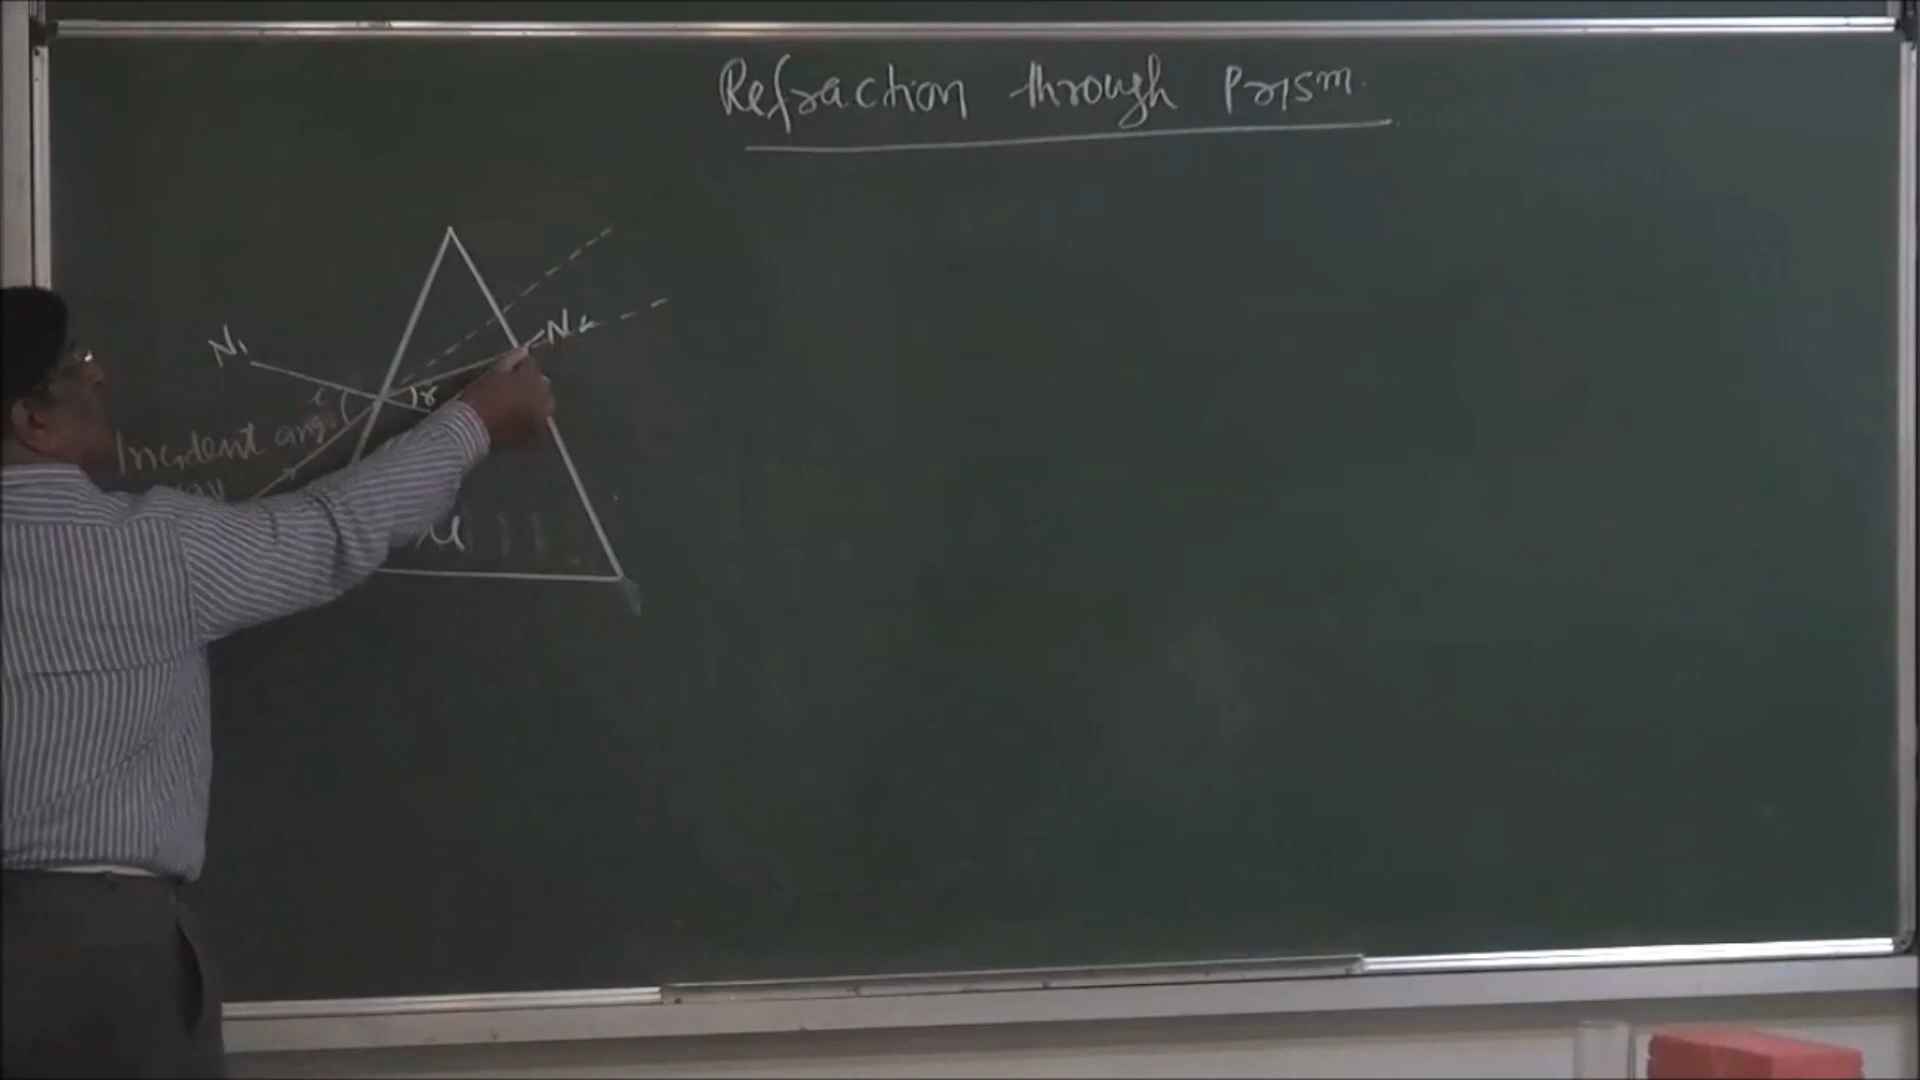 Refraction through Prism.
N₂
N₁
i
r
Incident ang
μ